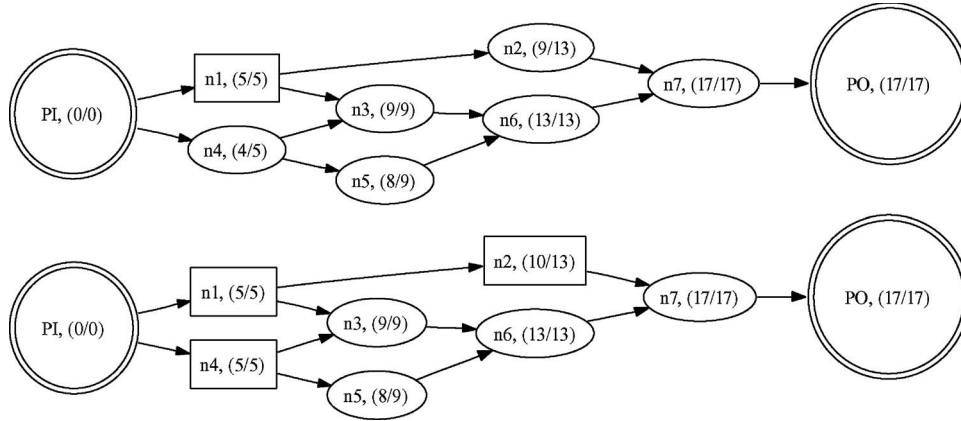 PI, (0/0)
n1, (5/5)
n4, (4/5)
n3, (9/9)
n5, (8/9)
n2, (9/13)
n6, (13/13)
n7, (17/17)
PO, (17/17)
PI, (0/0)
n1, (5/5)
n4, (5/5)
n3, (9/9)
n5, (8/9)
n2, (10/13)
n6, (13/13)
n7, (17/17)
PO, (17/17)